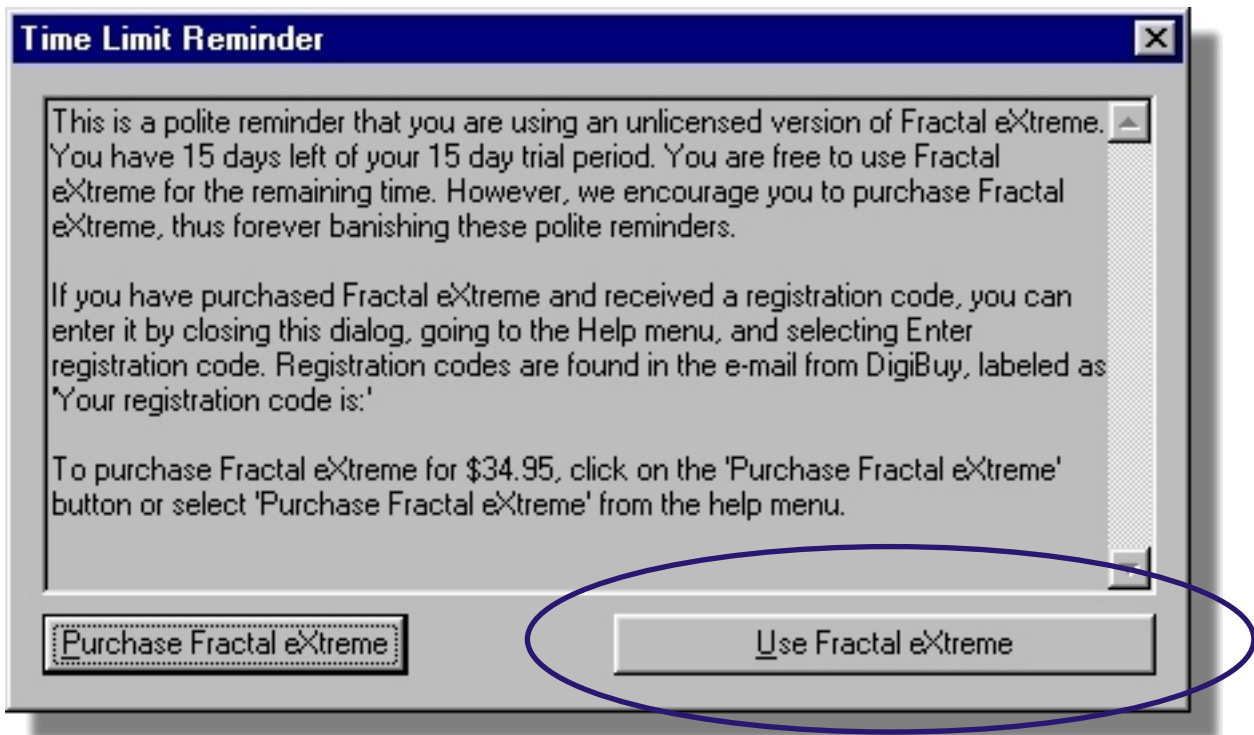 Time Limit Reminder
This is a polite reminder that you are using an unlicensed version of Fractal eXtreme.
You have 15 days left of your 15 day trial period. You are free to use Fractal
eXtreme for the remaining time. However, we encourage you to purchase Fractal
eXtreme, thus forever banishing these polite reminders.
If you have purchased Fractal eXtreme and received a registration code, you can
enter it by closing this dialog, going to the Help menu, and selecting Enter
registration code. Registration codes are found in the e-mail from DigiBuy, labeled as
'Your registration code is:'
To purchase Fractal eXtreme for $34.95, click on the 'Purchase Fractal eXtreme'
button or select 'Purchase Fractal eXtreme' from the help menu.
Purchase Fractal eXtreme
Use Fractal eXtreme